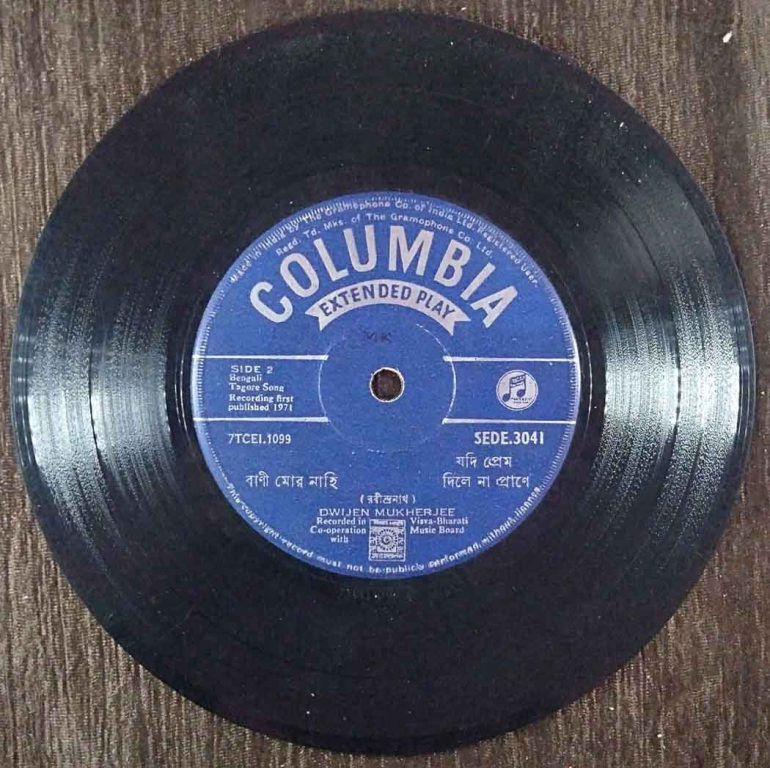 Made in India by The Gramophone Co. of India Ltd. Registered User.
Regd. Td. Mks. of The Gramophone Co. Ltd.
COLUMBIA
EXTENDED PLAY
MK
SIDE 2
Bengali
Tagore Song
Recording first
published 1971
7TCEI.1099
SEDE.3041
বাণী মোর নাহি
যদি প্রেম
দিলে না প্রাণে
(রবীন্দ্রনাথ)
DWIJEN MUKHERJEE
Recorded in Visva-Bharati
Co-operation Music Board
with
This copyright record must not be publicly performed without licence